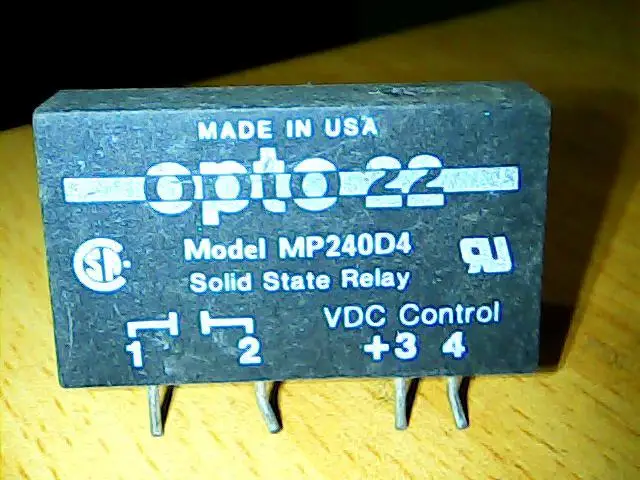 MADE IN USA
opto 22
Model MP240D4
Solid State Relay
VDC Control
1 2 +3 4